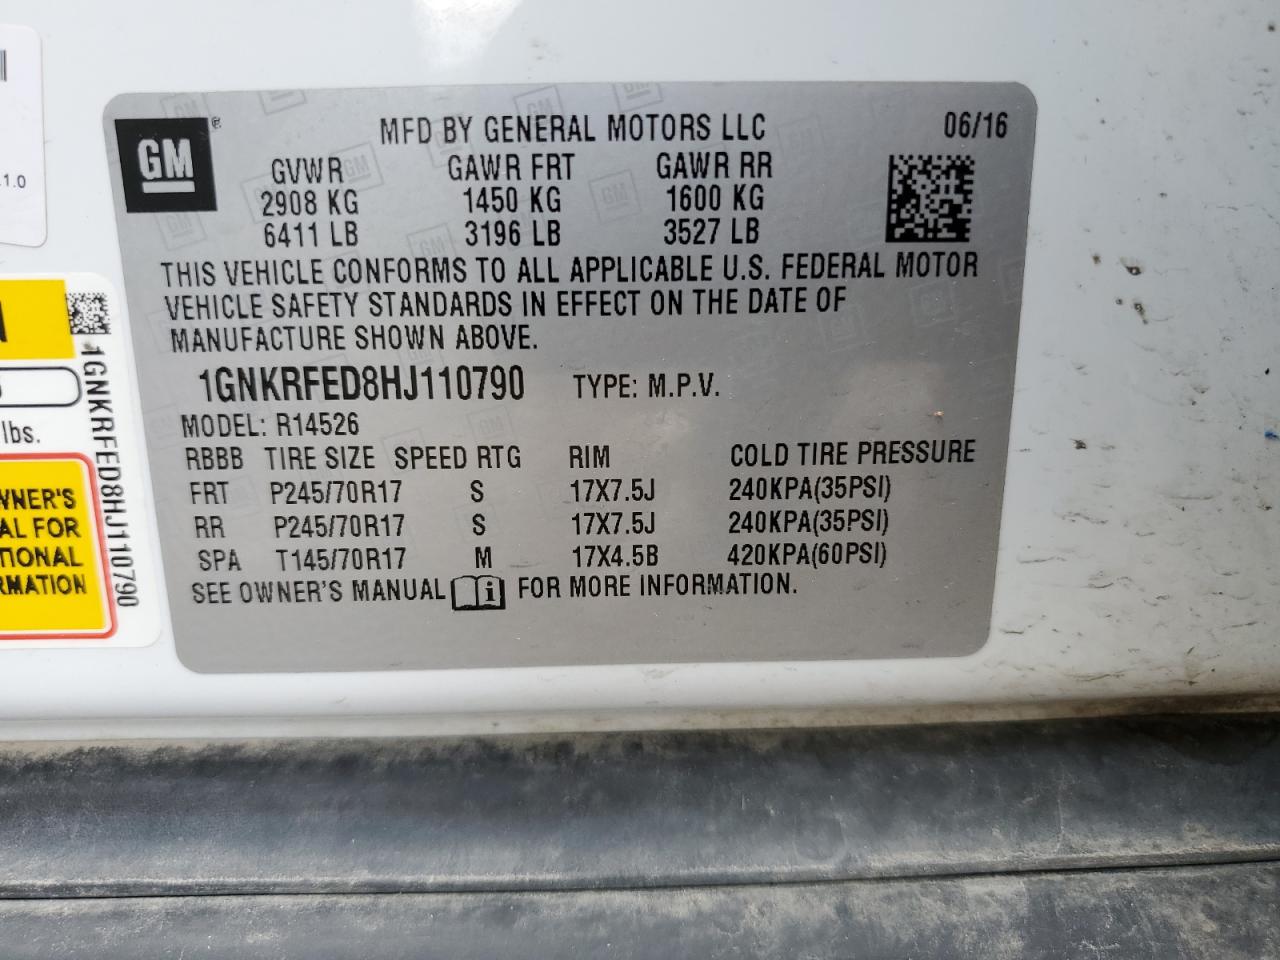 GM ®
MFD BY GENERAL MOTORS LLC 06/16
GVWR GAWR FRT GAWR RR
2908 KG 1450 KG 1600 KG
6411 LB 3196 LB 3527 LB
THIS VEHICLE CONFORMS TO ALL APPLICABLE U.S. FEDERAL MOTOR
VEHICLE SAFETY STANDARDS IN EFFECT ON THE DATE OF
MANUFACTURE SHOWN ABOVE.
1GNKRFED8HJ110790 TYPE: M.P.V.
MODEL: R14526
RBBB TIRE SIZE SPEED RTG RIM COLD TIRE PRESSURE
FRT P245/70R17 S 17X7.5J 240KPA(35PSI)
RR P245/70R17 S 17X7.5J 240KPA(35PSI)
SPA T145/70R17 M 17X4.5B 420KPA(60PSI)
SEE OWNER'S MANUAL i FOR MORE INFORMATION.
1GNKRFED8HJ110790
lbs.
WNER'S
AL FOR
TIONAL
RMATION